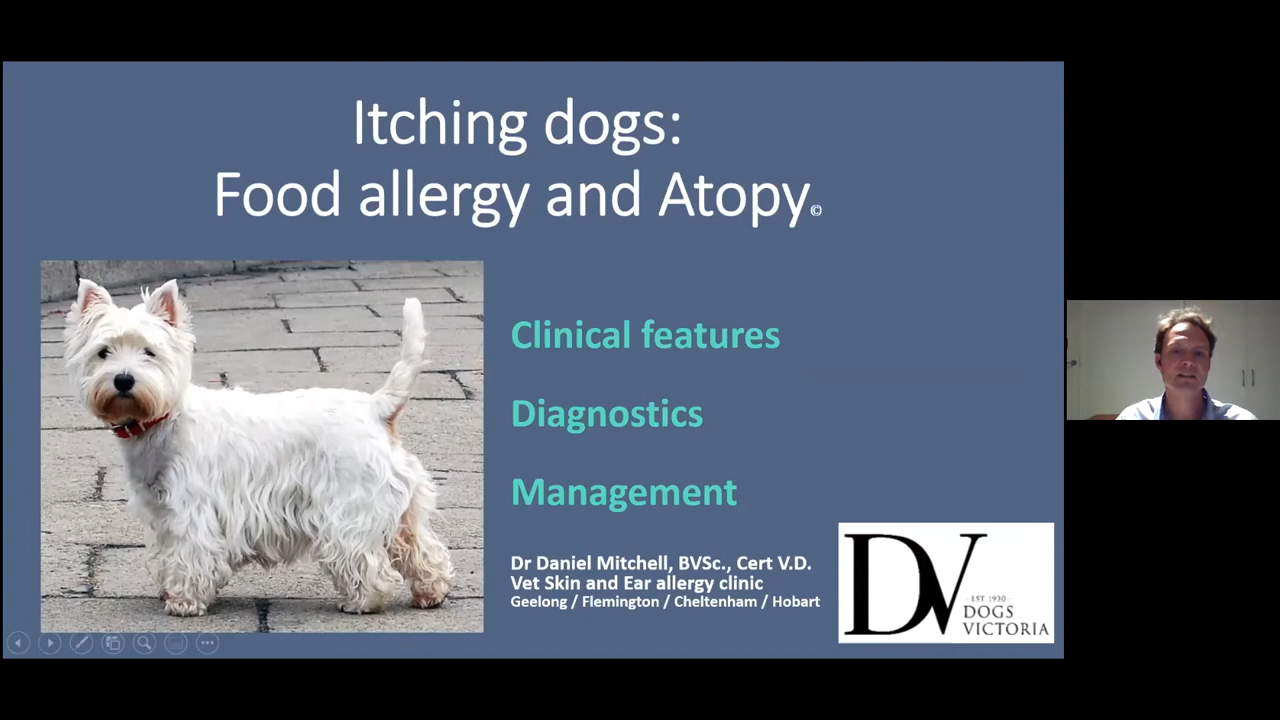 Itching dogs:
Food allergy and Atopy©
Clinical features
Diagnostics
Management
Dr Daniel Mitchell, BVSc., Cert V.D.
Vet Skin and Ear allergy clinic
Geelong / Flemington / Cheltenham / Hobart
DV
EST 1930
DOGS
VICTORIA